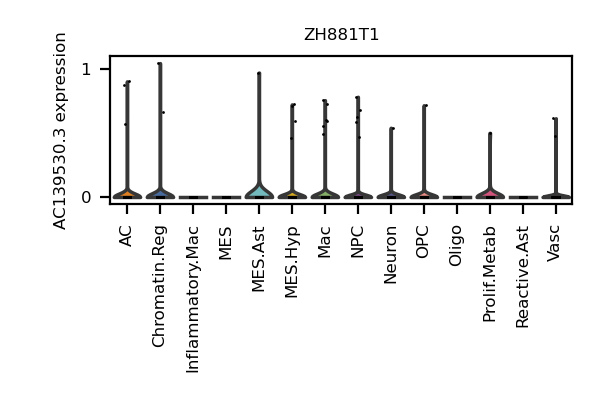 ZH881T1
AC139530.3 expression
1
0
AC
Chromatin.Reg
Inflammatory.Mac
MES
MES.Ast
MES.Hyp
Mac
NPC
Neuron
OPC
Oligo
Prolif.Metab
Reactive.Ast
Vasc